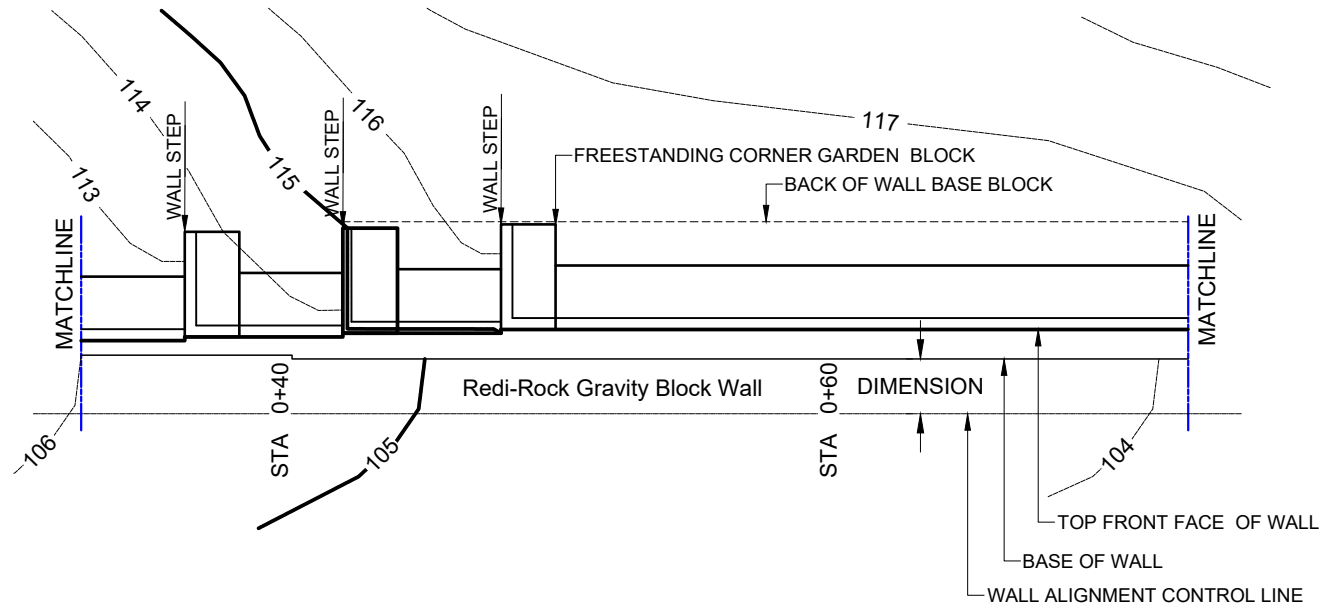 114
116
117
WALL STEP
WALL STEP
WALL STEP
FREESTANDING CORNER GARDEN  BLOCK
113
115
BACK OF WALL BASE BLOCK
MATCHLINE
MATCHLINE
STA 0+40
Redi-Rock Gravity Block Wall
STA 0+60
DIMENSION
106
105
104
TOP FRONT FACE  OF WALL
BASE OF WALL
WALL ALIGNMENT CONTROL LINE